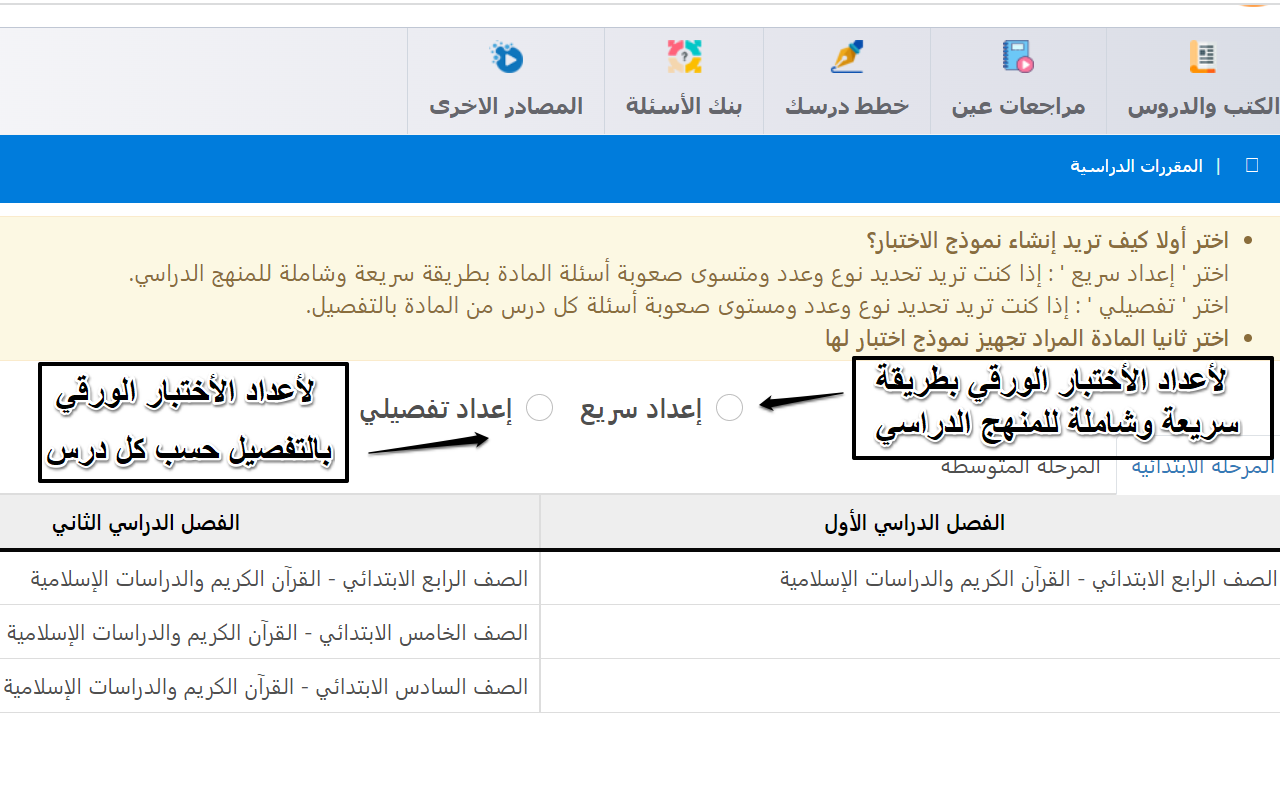 الكتب والدروس
مراجعات عين
خطط درسك
بنك الأسئلة
المصادر الاخرى
| المقررات الدراسية
اختر أولا كيف تريد إنشاء نموذج الاختبار؟
اختر ' إعداد سريع ' : إذا كنت تريد تحديد نوع وعدد ومتسوى صعوبة أسئلة المادة بطريقة سريعة وشاملة للمنهج الدراسي.
اختر ' تفصيلي ' : إذا كنت تريد تحديد نوع وعدد ومستوى صعوبة أسئلة كل درس من المادة بالتفصيل.
اختر ثانيا المادة المراد تجهيز نموذج اختبار لها
لأعداد الأختبار الورقي بطريقة
سريعة وشاملة للمنهج الدراسي
إعداد سريع
إعداد تفصيلي
لأعداد الأختبار الورقي
بالتفصيل حسب كل درس
المرحلة الابتدائية
المرحلة المتوسطة
الفصل الدراسي الأول
الفصل الدراسي الثاني
الصف الرابع الابتدائي - القرآن الكريم والدراسات الإسلامية
الصف الرابع الابتدائي - القرآن الكريم والدراسات الإسلامية
الصف الخامس الابتدائي - القرآن الكريم والدراسات الإسلامية
الصف السادس الابتدائي - القرآن الكريم والدراسات الإسلامية